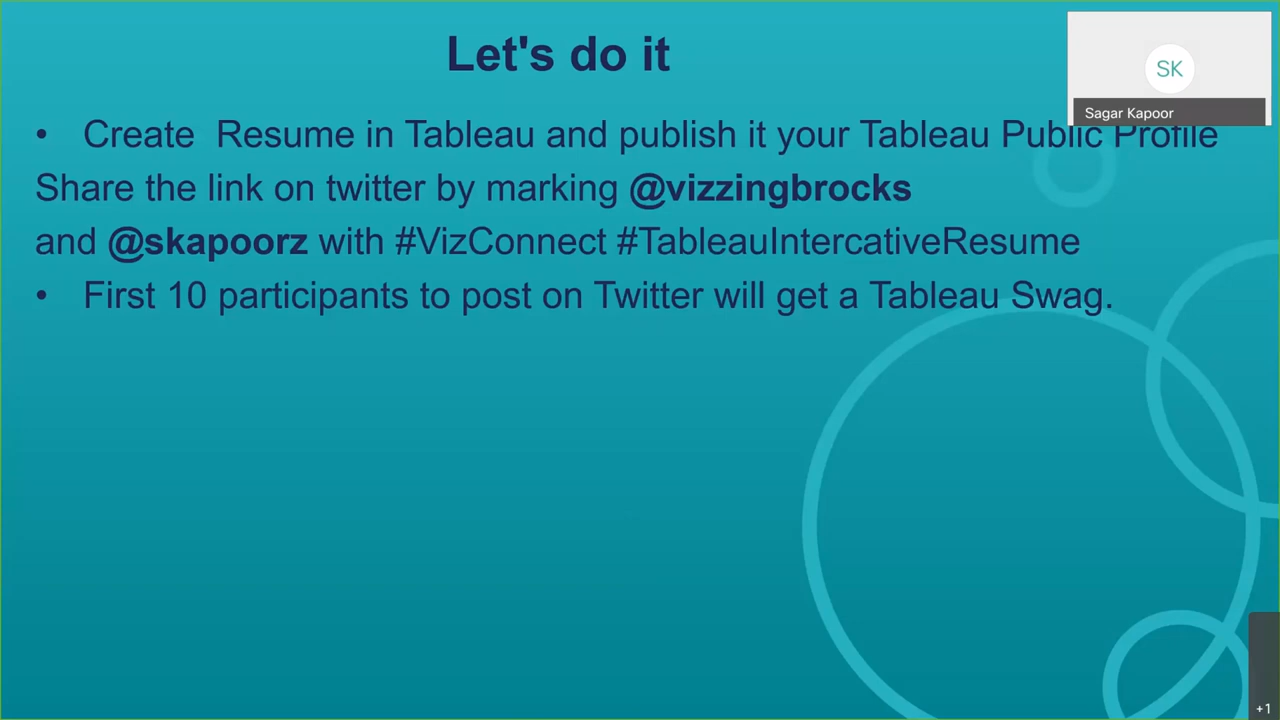 Let's do it
SK
Sagar Kapoor
• Create Resume in Tableau and publish it your Tableau Public Profile
Share the link on twitter by marking @vizzingbrocks
and @skapoorz with #VizConnect #TableauIntercativeResume
• First 10 participants to post on Twitter will get a Tableau Swag.
+1